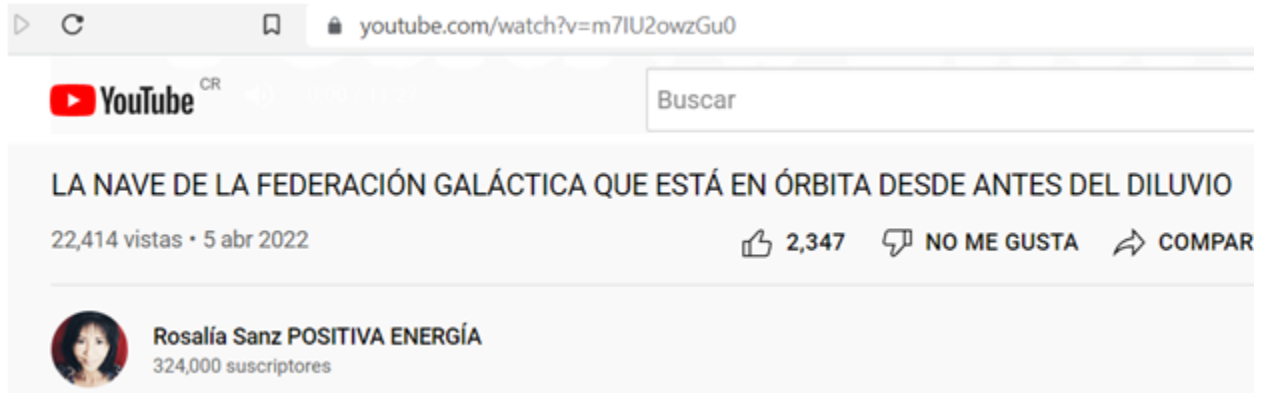 youtube.com/watch?v=m7IU2owzGu0
YouTube CR
Buscar
LA NAVE DE LA FEDERACIÓN GALÁCTICA QUE ESTÁ EN ÓRBITA DESDE ANTES DEL DILUVIO
22,414 vistas • 5 abr 2022
2,347 NO ME GUSTA COMPAR
Rosalía Sanz POSITIVA ENERGÍA
324,000 suscriptores